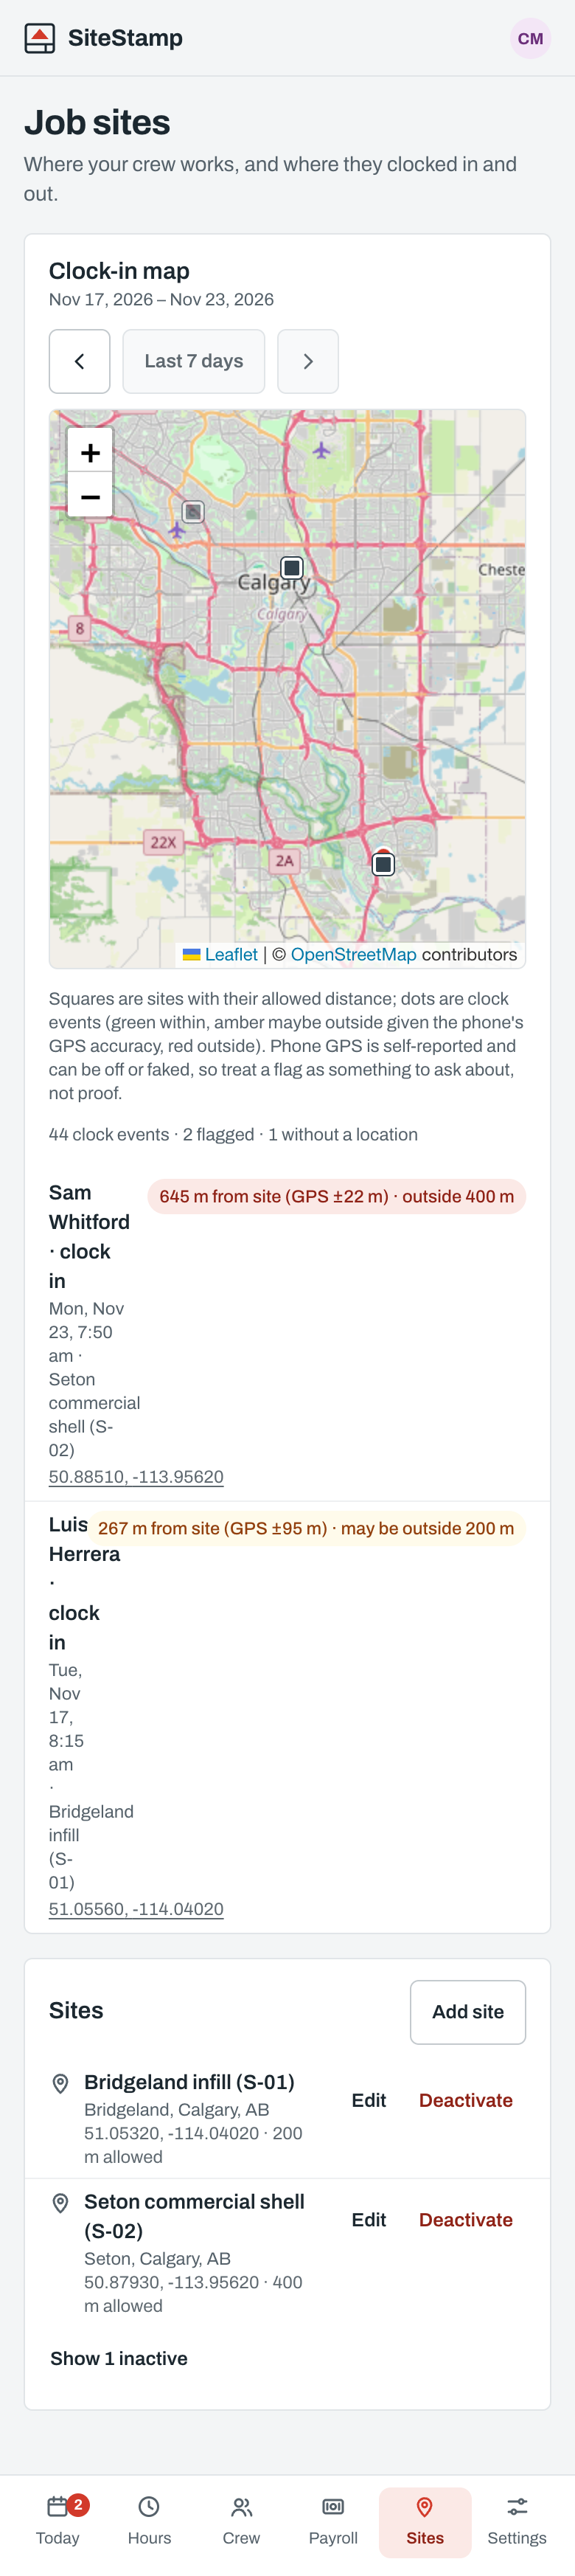 SiteStamp
CM
Job sites
Where your crew works, and where they clocked in and
out.
Clock-in map
Nov 17, 2026 – Nov 23, 2026
Last 7 days
+
−
Calgary
Calgary
Cheste
8
22X
2A
Leaflet | © OpenStreetMap contributors
Squares are sites with their allowed distance; dots are clock
events (green within, amber maybe outside given the phone's
GPS accuracy, red outside). Phone GPS is self-reported and
can be off or faked, so treat a flag as something to ask about,
not proof.
44 clock events · 2 flagged · 1 without a location
Sam
Whitford
· clock
in
645 m from site (GPS ±22 m) · outside 400 m
Mon, Nov
23, 7:50
am ·
Seton
commercial
shell (S-
02)
50.88510, -113.95620
Luis
Herrera
·
clock
in
267 m from site (GPS ±95 m) · may be outside 200 m
Tue,
Nov
17,
8:15
am
·
Bridgeland
infill
(S-
01)
51.05560, -114.04020
Sites
Add site
Bridgeland infill (S-01)
Bridgeland, Calgary, AB
51.05320, -114.04020 · 200
m allowed
Edit
Deactivate
Seton commercial shell
(S-02)
Seton, Calgary, AB
50.87930, -113.95620 · 400
m allowed
Edit
Deactivate
Show 1 inactive
2
Today
Hours
Crew
Payroll
Sites
Settings